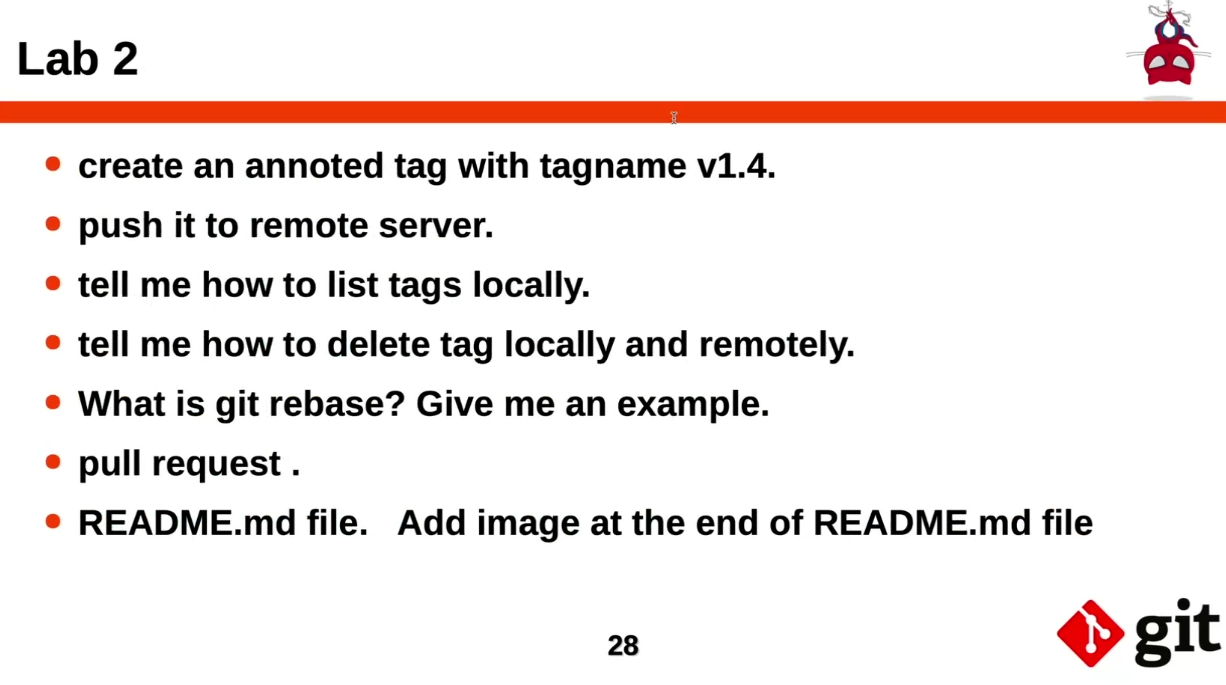 Lab 2
create an annoted tag with tagname v1.4.
push it to remote server.
tell me how to list tags locally.
tell me how to delete tag locally and remotely.
What is git rebase? Give me an example.
pull request .
README.md file.   Add image at the end of README.md file
28
git